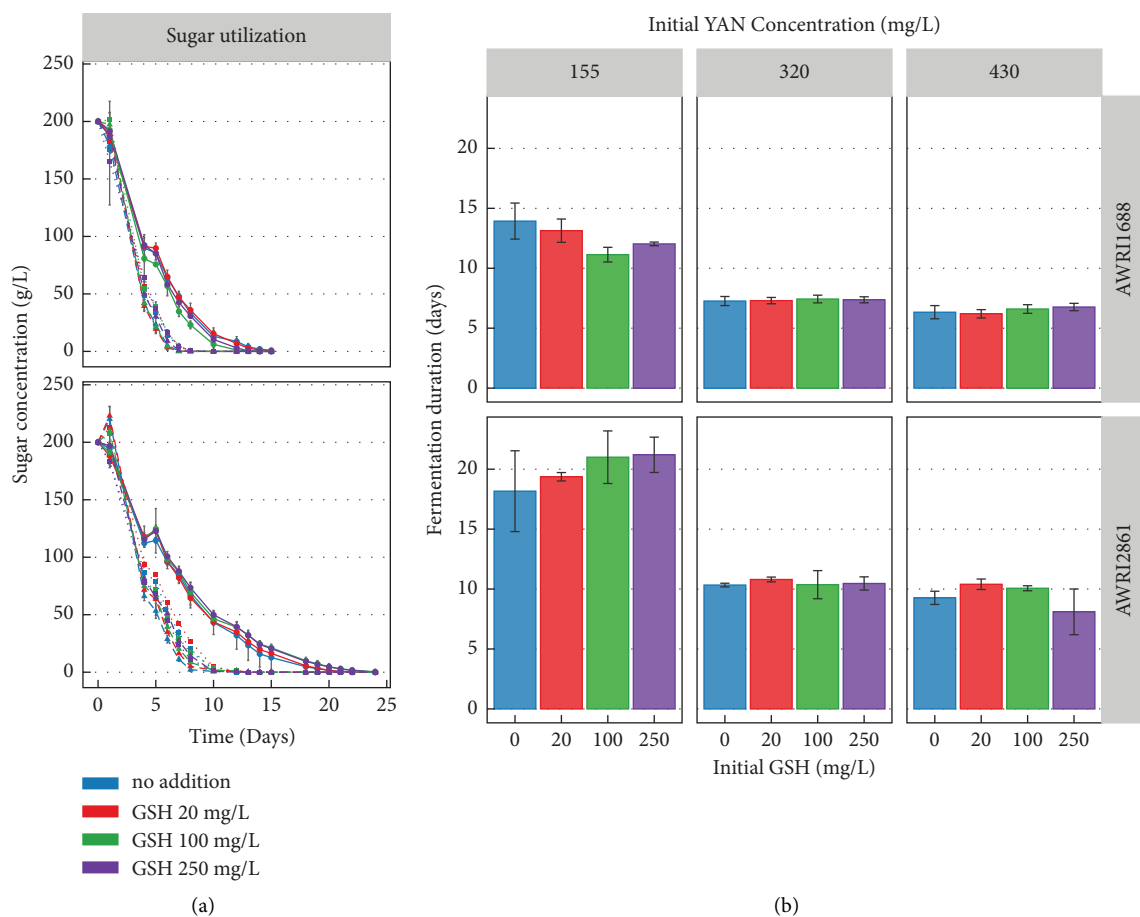 Sugar utilization
250
200
150
100
50
0
250
200
150
100
50
0
Sugar concentration (g/L)
0 5 10 15 20 25
Time (Days)
no addition
GSH 20 mg/L
GSH 100 mg/L
GSH 250 mg/L
(a)
Initial YAN Concentration (mg/L)
155 320 430
20
15
10
5
0
AWRI1688
20
15
10
5
0
AWRI2861
Fermentation duration (days)
0 20 100 250 0 20 100 250 0 20 100 250
Initial GSH (mg/L)
(b)